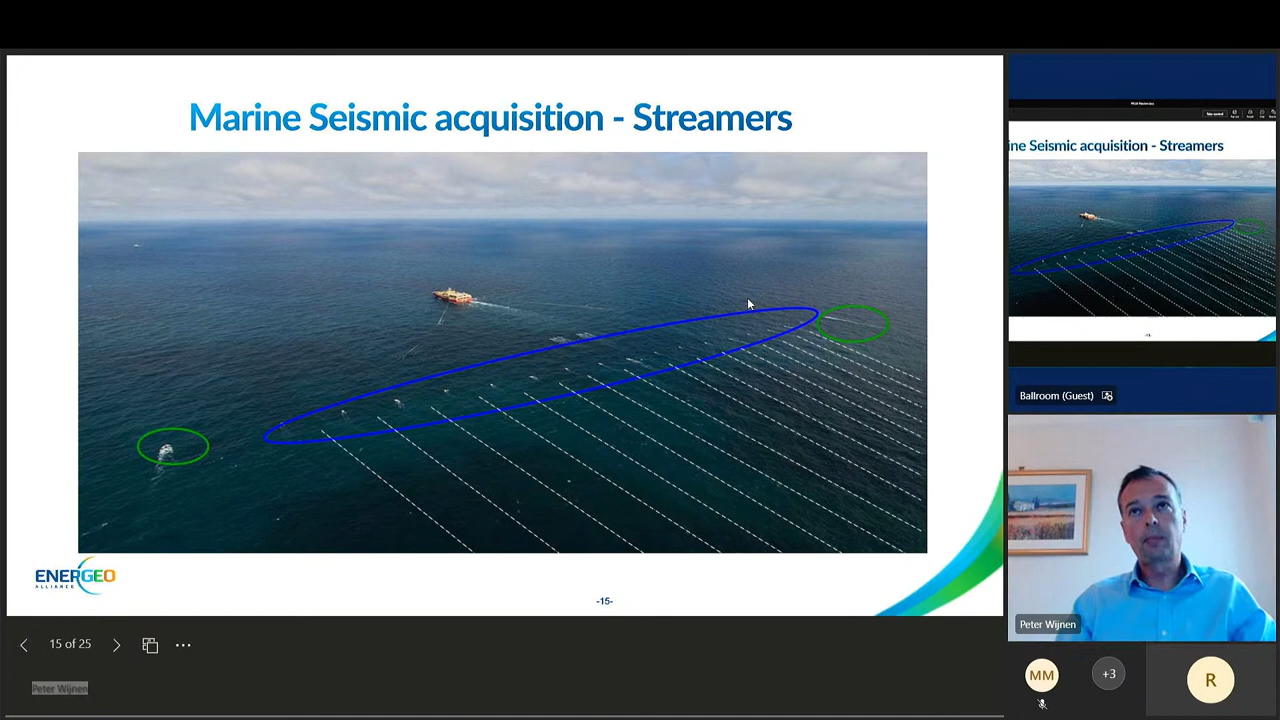 Marine Seismic acquisition - Streamers
ENERGEO
ALLIANCE
-15-
15 of 25
Peter Wijnen
ine Seismic acquisition - Streamers
Ballroom (Guest)
Peter Wijnen
MM
+3
R